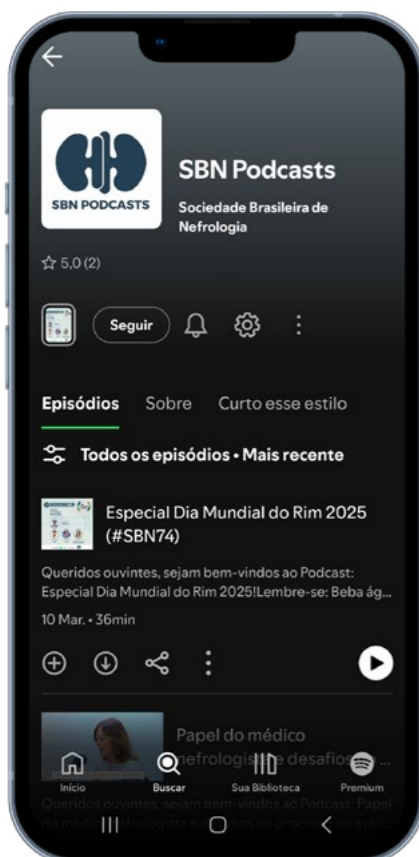 SBN PODCASTS
SBN Podcasts
Sociedade Brasileira de
Nefrologia
5,0 (2)
Seguir
Episódios Sobre Curto esse estilo
Todos os episódios • Mais recente
Especial Dia Mundial do Rim 2025
(#SBN74)
Queridos ouvintes, sejam bem-vindos ao Podcast:
Especial Dia Mundial do Rim 2025!Lembre-se: Beba ág...
10 Mar. • 36min
Papel do médico
nefrologista e desafios ...
Início Buscar Sua Biblioteca Premium
Queridos ouvintes, sejam bem-vindos ao Podcast: Papel